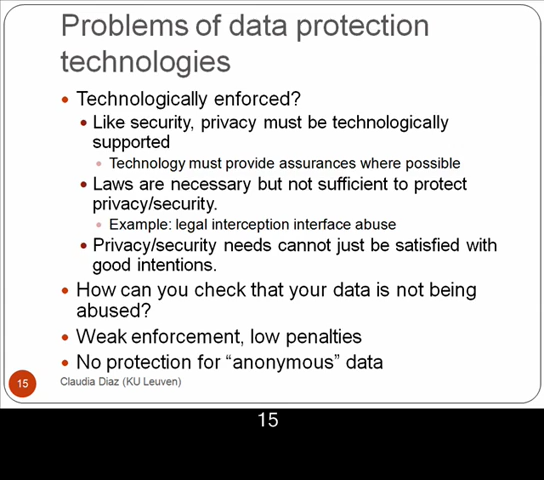 Problems of data protection
technologies
• Technologically enforced?
• Like security, privacy must be technologically
supported
• Technology must provide assurances where possible
• Laws are necessary but not sufficient to protect
privacy/security.
• Example: legal interception interface abuse
• Privacy/security needs cannot just be satisfied with
good intentions.
• How can you check that your data is not being
abused?
• Weak enforcement, low penalties
• No protection for “anonymous” data
15 Claudia Diaz (KU Leuven)
15